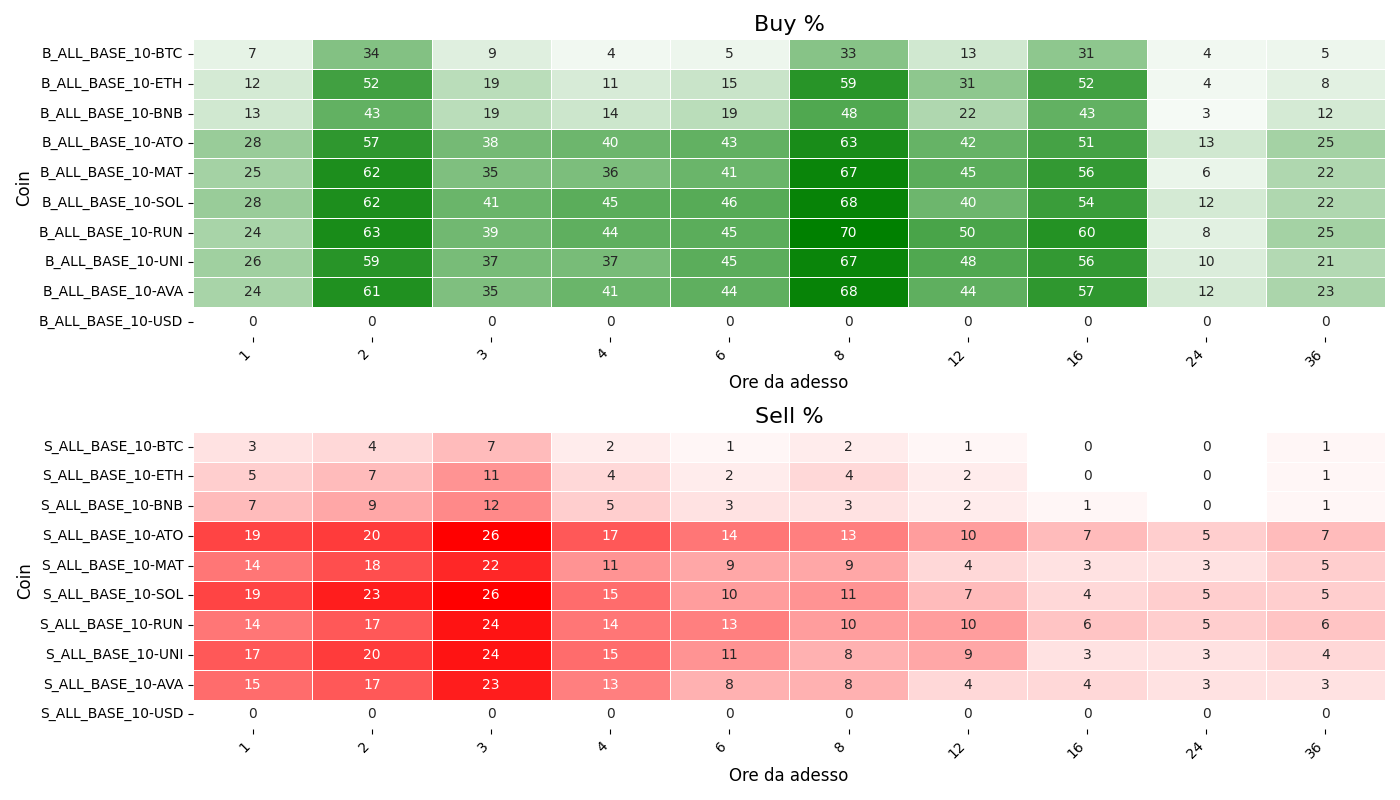 Buy %
Coin
B_ALL_BASE_10-BTC 7 34 9 4 5 33 13 31 4 5
B_ALL_BASE_10-ETH 12 52 19 11 15 59 31 52 4 8
B_ALL_BASE_10-BNB 13 43 19 14 19 48 22 43 3 12
B_ALL_BASE_10-ATO 28 57 38 40 43 63 42 51 13 25
B_ALL_BASE_10-MAT 25 62 35 36 41 67 45 56 6 22
B_ALL_BASE_10-SOL 28 62 41 45 46 68 40 54 12 22
B_ALL_BASE_10-RUN 24 63 39 44 45 70 50 60 8 25
B_ALL_BASE_10-UNI 26 59 37 37 45 67 48 56 10 21
B_ALL_BASE_10-AVA 24 61 35 41 44 68 44 57 12 23
B_ALL_BASE_10-USD 0 0 0 0 0 0 0 0 0 0
1 2 3 4 6 8 12 16 24 36
Ore da adesso
Sell %
Coin
S_ALL_BASE_10-BTC 3 4 7 2 1 2 1 0 0 1
S_ALL_BASE_10-ETH 5 7 11 4 2 4 2 0 0 1
S_ALL_BASE_10-BNB 7 9 12 5 3 3 2 1 0 1
S_ALL_BASE_10-ATO 19 20 26 17 14 13 10 7 5 7
S_ALL_BASE_10-MAT 14 18 22 11 9 9 4 3 3 5
S_ALL_BASE_10-SOL 19 23 26 15 10 11 7 4 5 5
S_ALL_BASE_10-RUN 14 17 24 14 13 10 10 6 5 6
S_ALL_BASE_10-UNI 17 20 24 15 11 8 9 3 3 4
S_ALL_BASE_10-AVA 15 17 23 13 8 8 4 4 3 3
S_ALL_BASE_10-USD 0 0 0 0 0 0 0 0 0 0
1 2 3 4 6 8 12 16 24 36
Ore da adesso